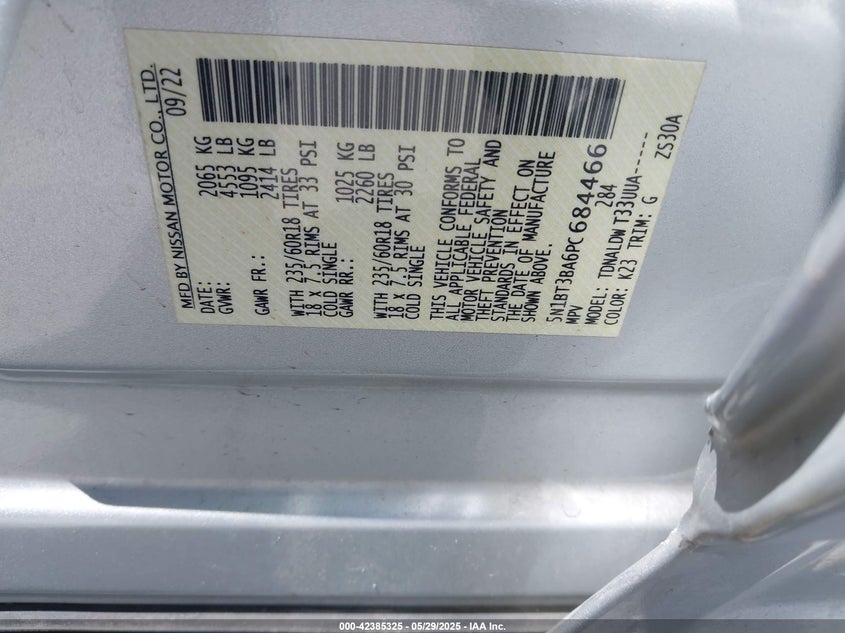 MFD BY NISSAN MOTOR CO., LTD.
DATE: 09/22
GVWR: 2065 KG
4553 LB
GAWR FR.: 1095 KG
2414 LB
WITH 235/60R18 TIRES
18 x 7.5 RIMS AT 33 PSI
COLD SINGLE
GAWR RR.: 1025 KG
2260 LB
WITH 235/60R18 TIRES
18 x 7.5 RIMS AT 30 PSI
COLD SINGLE
THIS VEHICLE CONFORMS TO
ALL APPLICABLE FEDERAL
MOTOR VEHICLE SAFETY AND
THEFT PREVENTION
STANDARDS IN EFFECT ON
THE DATE OF MANUFACTURE
SHOWN ABOVE.
5N1BT3BA6PC684466
MPV 284
MODEL: TDNALDW T33UUA------
COLOR: K23 TRIM: G ZS30A
000-42385325 - 05/29/2025 - IAA Inc.